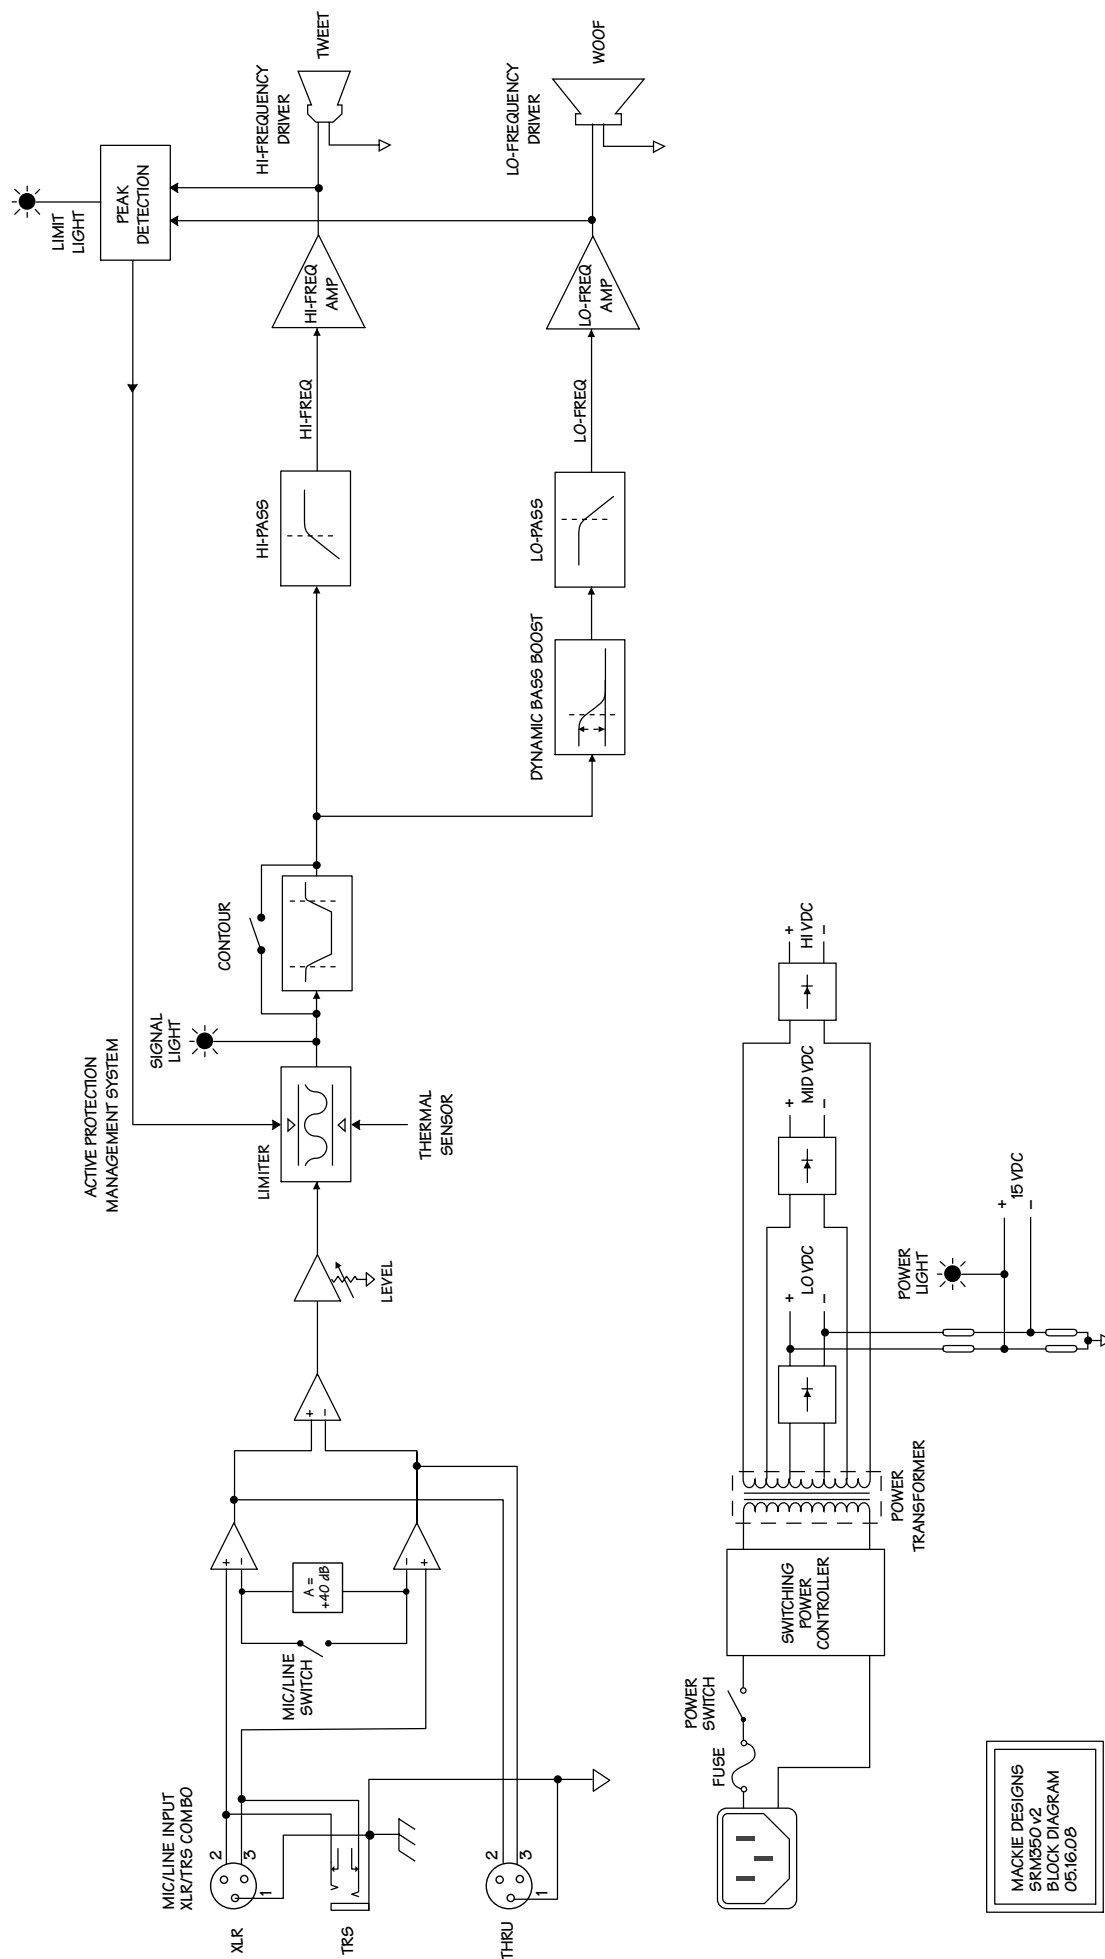 MIC/LINE INPUT
XLR/TRS COMBO
XLR
2
3
1
TRS
THRU
2
3
1
MIC/LINE
SWITCH
A =
+40 dB
+
−
−
+
+
−
LEVEL
ACTIVE PROTECTION
MANAGEMENT SYSTEM
LIMITER
THERMAL
SENSOR
SIGNAL
LIGHT
CONTOUR
DYNAMIC BASS BOOST
HI-PASS
LO-PASS
HI-FREQ
LO-FREQ
HI-FREQ
AMP
LO-FREQ
AMP
LIMIT
LIGHT
PEAK
DETECTION
HI-FREQUENCY
DRIVER
TWEET
LO-FREQUENCY
DRIVER
WOOF
FUSE
POWER
SWITCH
SWITCHING
POWER
CONTROLLER
POWER
TRANSFORMER
+
LO VDC
−
+
MID VDC
−
+
HI VDC
−
POWER
LIGHT
+
15 VDC
−
MACKIE DESIGNS
SRM350 v2
BLOCK DIAGRAM
05.16.08